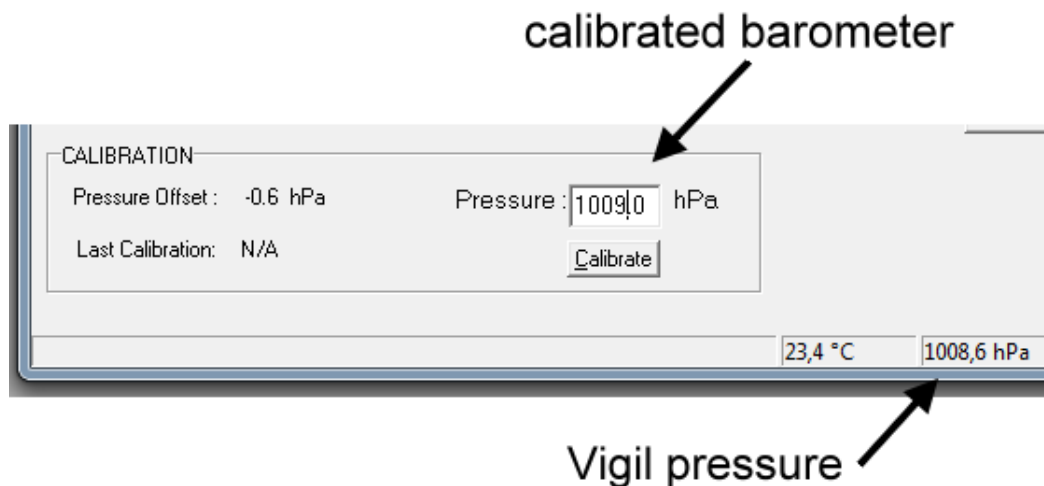 calibrated barometer
CALIBRATION
Pressure Offset : -0.6 hPa Pressure : 1009.0 hPa
Last Calibration: N/A Calibrate
23,4 °C 1008,6 hPa
Vigil pressure